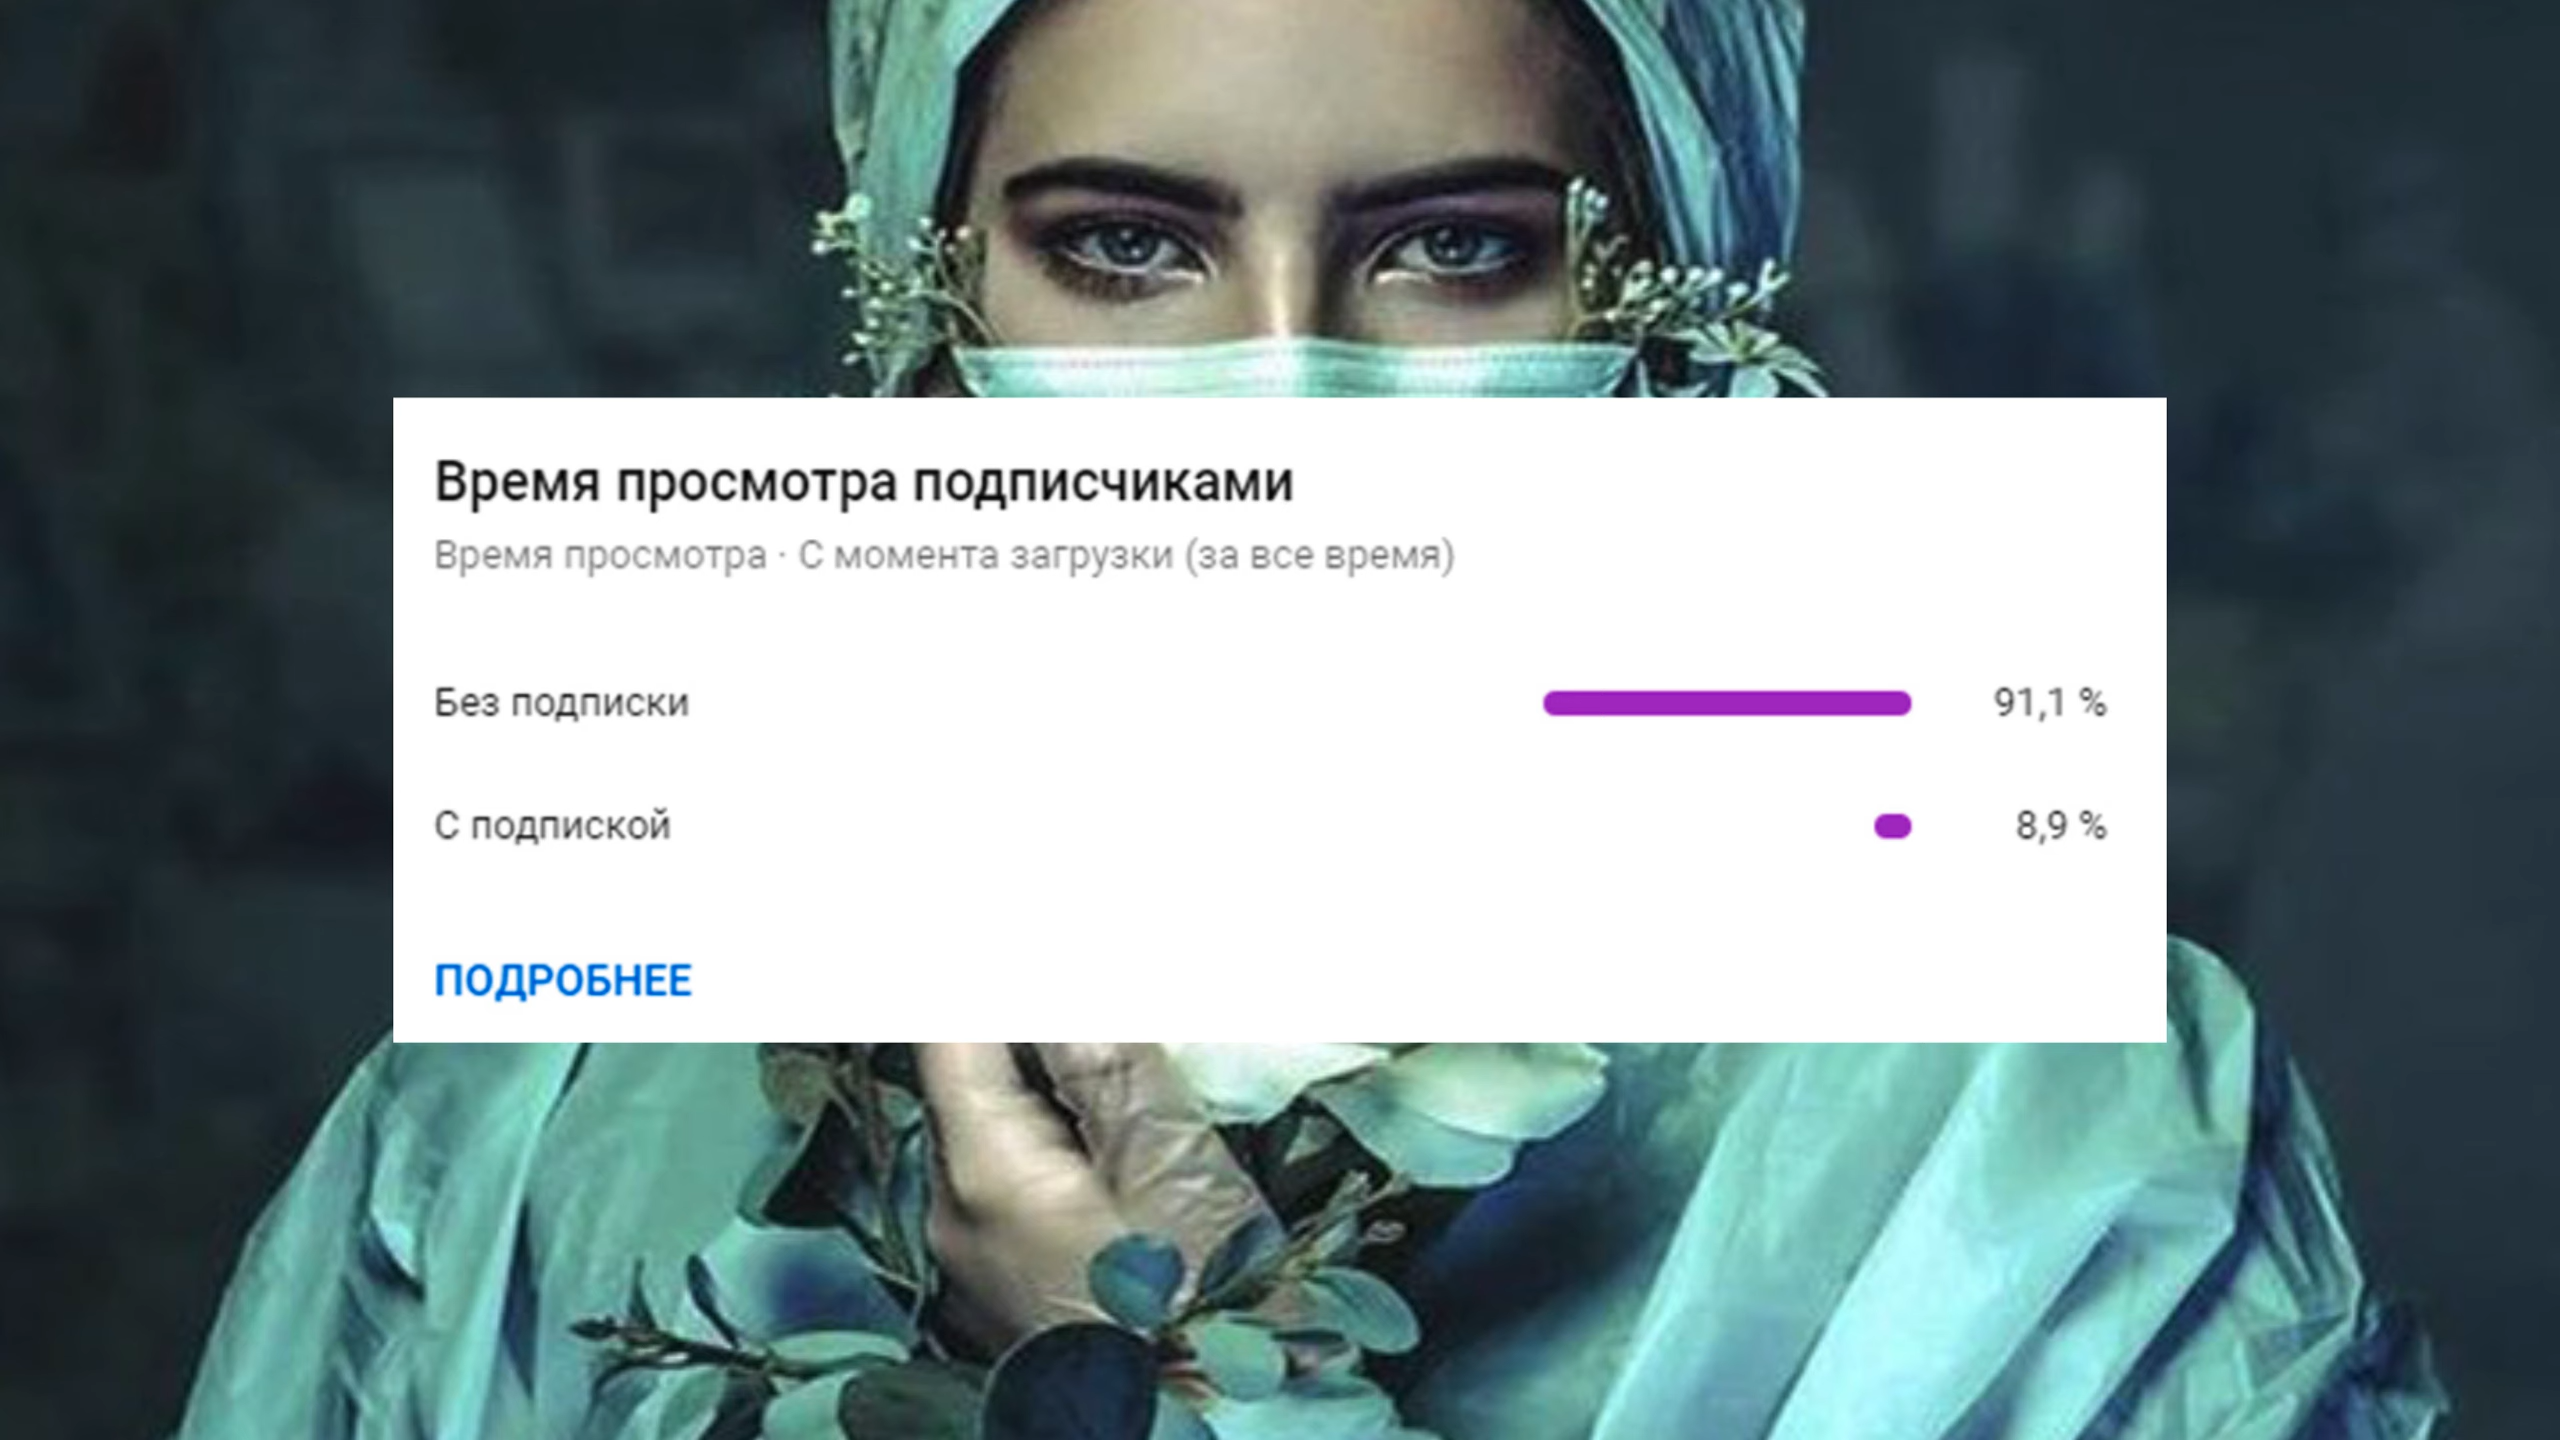 Время просмотра подписчиками
Время просмотра · С момента загрузки (за все время)
Без подписки 91,1 %
С подпиской 8,9 %
ПОДРОБНЕЕ